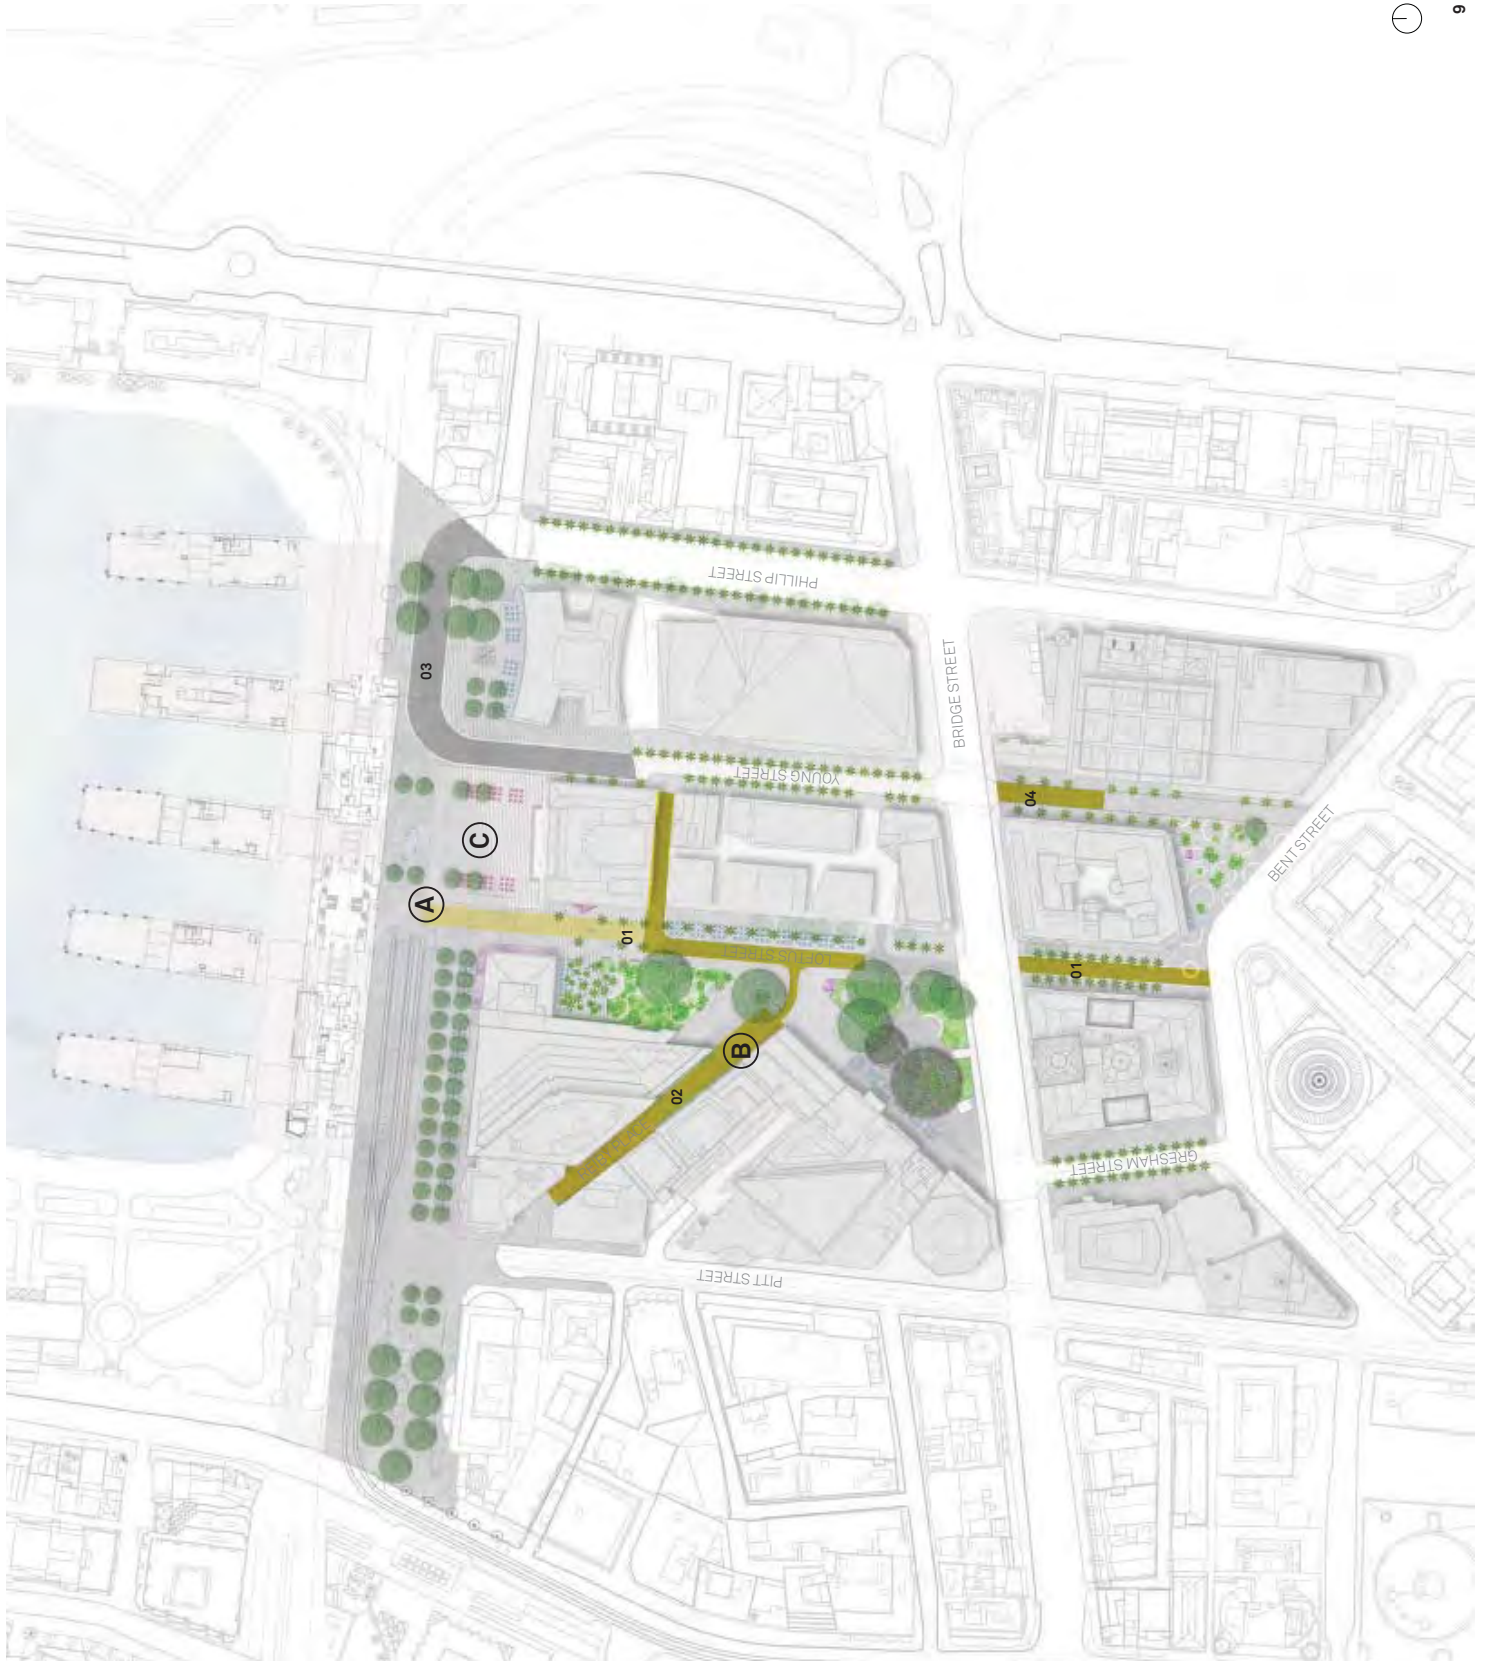 9
03
PHILLIP STREET
BRIDGE STREET
YOUNG STREET
04
C
A
BENT STREET
01
LOFTUS STREET
01
B
02
GRESHAM STREET
PITT STREET